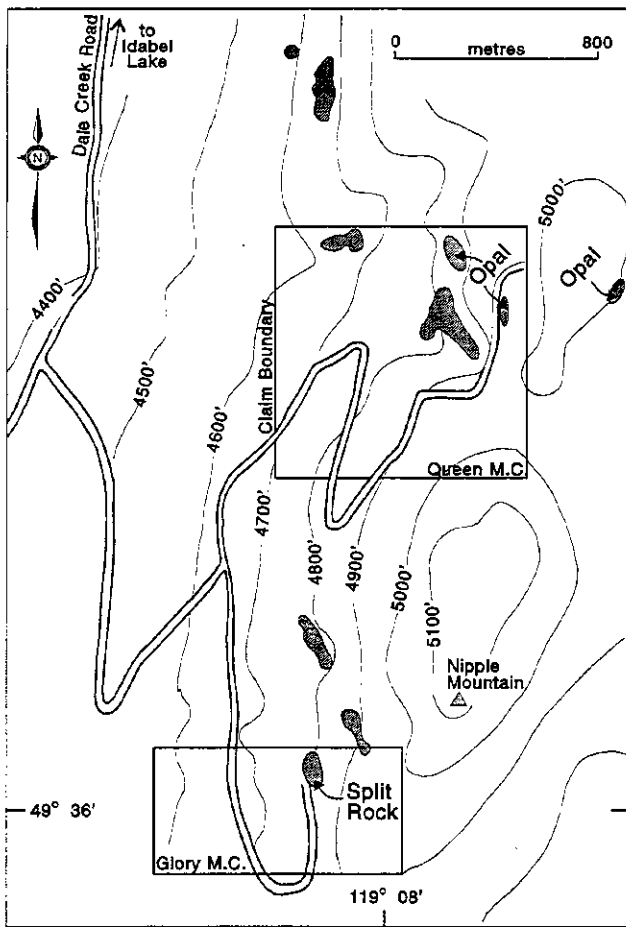 to
Idabel
Lake
Dale Creek Road
0 800
metres
N
5000'
Opal
Opal
4400'
Claim Boundary
4500'
4600'
Queen M.C.
4700'
4800'
4900'
5000'
5100'
Nipple
Mountain
Split
Rock
49° 36'
Glory M.C.
119° 08'